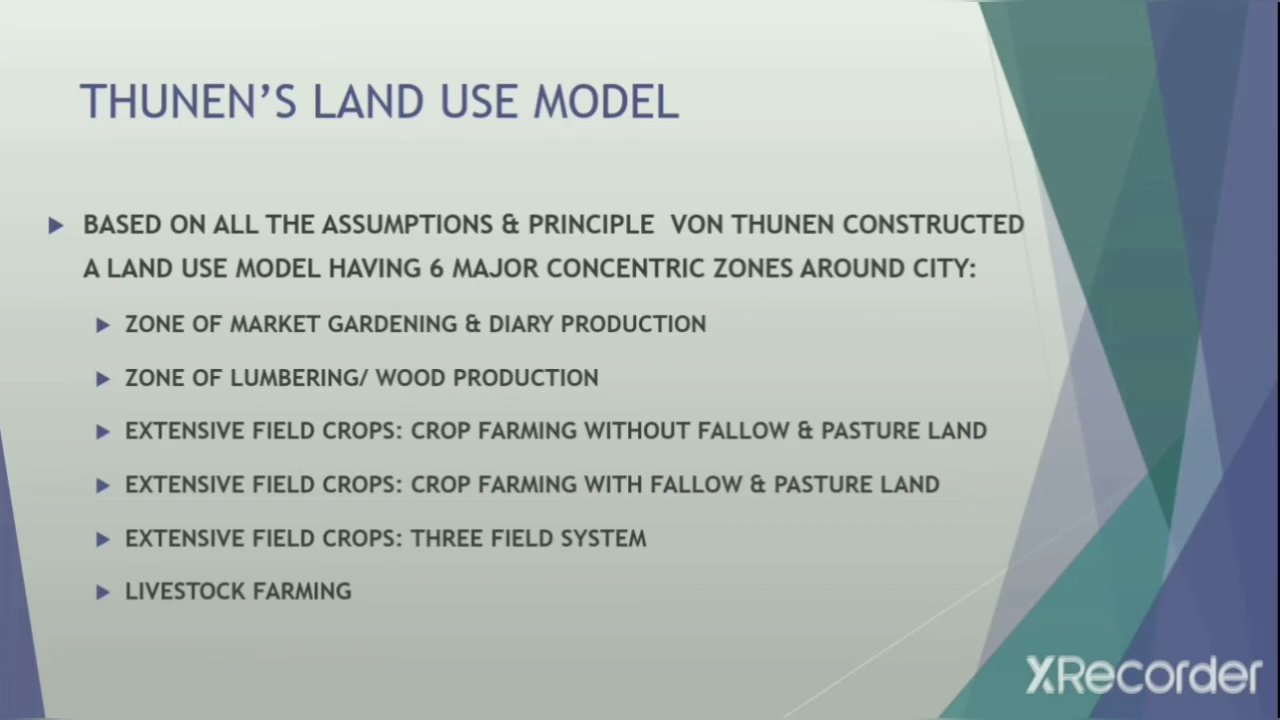 THUNEN'S LAND USE MODEL
BASED ON ALL THE ASSUMPTIONS & PRINCIPLE VON THUNEN CONSTRUCTED
A LAND USE MODEL HAVING 6 MAJOR CONCENTRIC ZONES AROUND CITY:
ZONE OF MARKET GARDENING & DIARY PRODUCTION
ZONE OF LUMBERING/ WOOD PRODUCTION
EXTENSIVE FIELD CROPS: CROP FARMING WITHOUT FALLOW & PASTURE LAND
EXTENSIVE FIELD CROPS: CROP FARMING WITH FALLOW & PASTURE LAND
EXTENSIVE FIELD CROPS: THREE FIELD SYSTEM
LIVESTOCK FARMING
XRecorder